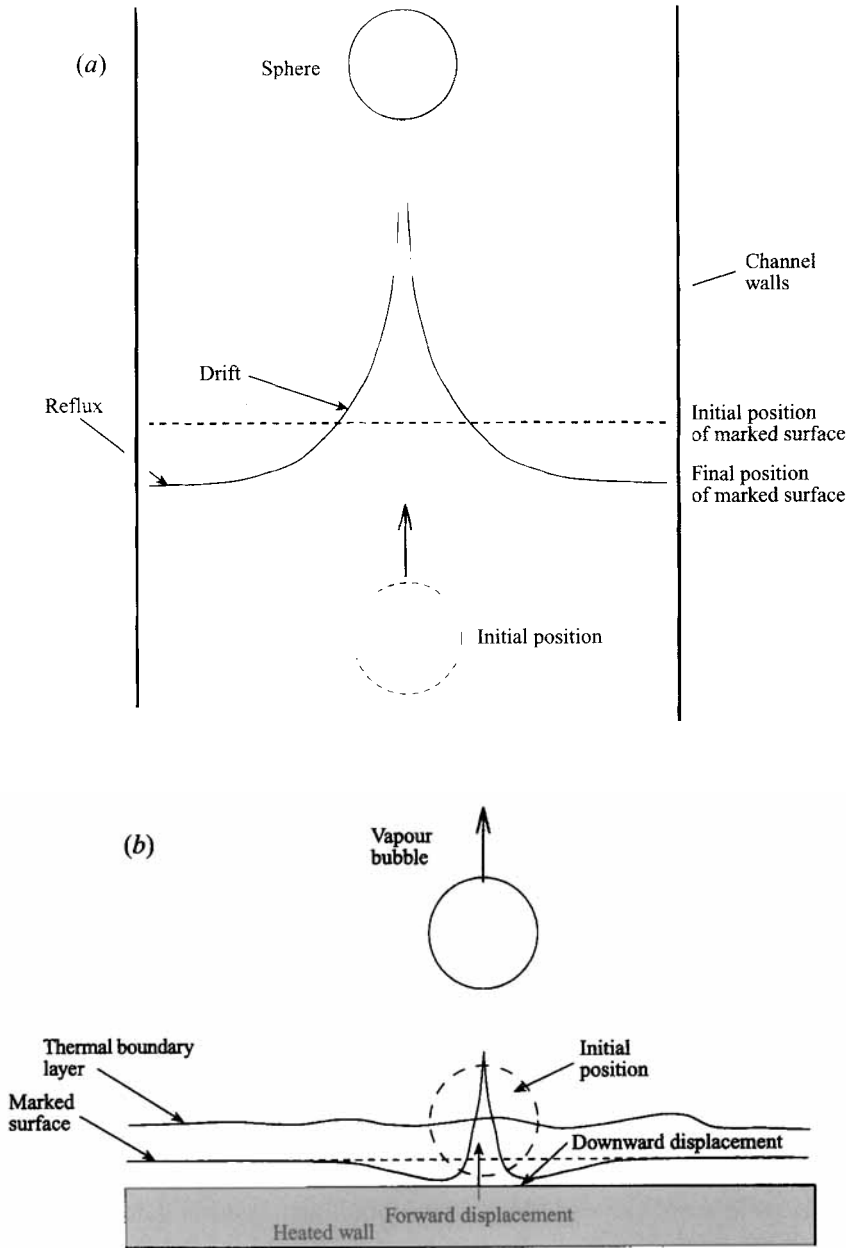 (a)
Sphere
Channel
walls
Drift
Reflux
Initial position
of marked surface
Final position
of marked surface
Initial position
(b)
Vapour
bubble
Thermal boundary
layer
Initial
position
Marked
surface
Downward displacement
Forward displacement
Heated wall